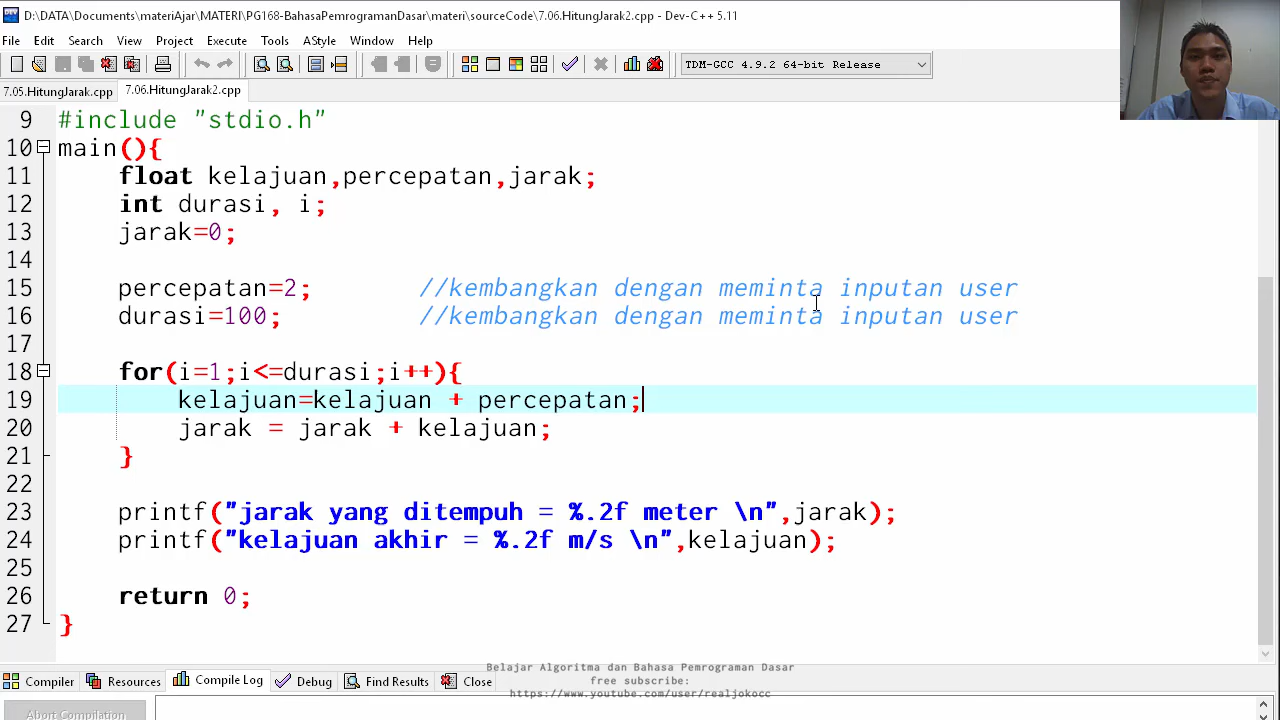 D:\DATA\Documents\materiAjar\MATERI\PG168-BahasaPemrogramanDasar\materi\sourceCode\7.06.HitungJarak2.cpp - Dev-C++ 5.11
File Edit Search View Project Execute Tools AStyle Window Help
TDM-GCC 4.9.2 64-bit Release
7.05.HitungJarak.cpp 7.06.HitungJarak2.cpp
9 #include "stdio.h"
10 main(){
11 float kelajuan,percepatan,jarak;
12 int durasi, i;
13 jarak=0;
14
15 percepatan=2; //kembangkan dengan meminta inputan user
16 durasi=100; //kembangkan dengan meminta inputan user
17
18 for(i=1;i<=durasi;i++){
19 kelajuan=kelajuan + percepatan;
20 jarak = jarak + kelajuan;
21 }
22
23 printf("jarak yang ditempuh = %.2f meter \n",jarak);
24 printf("kelajuan akhir = %.2f m/s \n",kelajuan);
25
26 return 0;
27 }
Belajar Algoritma dan Bahasa Pemrograman Dasar
free subscribe:
https://www.youtube.com/user/realjokocc
Compiler Resources Compile Log Debug Find Results Close
Abort Compilation